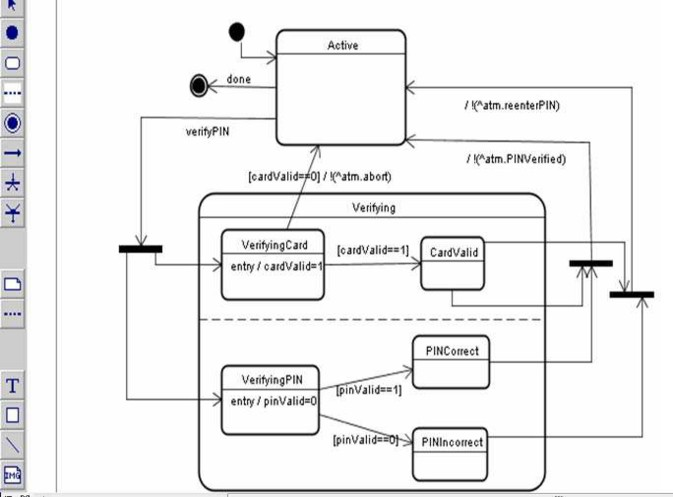 Active
done
/ !(^atm.reenterPIN)
verifyPIN
/ !(^atm.PINVerified)
[cardValid==0] / !(^atm.abort)
Verifying
VerifyingCard
entry / cardValid=1
[cardValid==1]
CardValid
PINCorrect
VerifyingPIN
entry / pinValid=0
[pinValid==1]
[pinValid==0]
PINIncorrect
T
IMG